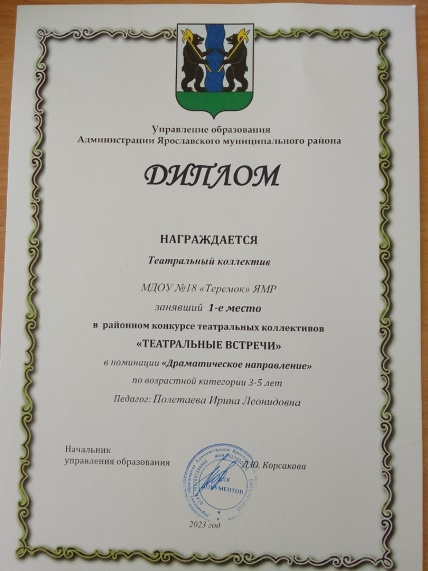 Управление образования
Администрации Ярославского муниципального района
ДИПЛОМ
НАГРАЖДАЕТСЯ
Театральный коллектив
МДОУ №18 «Теремок» ЯМР
занявший 1-е место
в районном конкурсе театральных коллективов
«ТЕАТРАЛЬНЫЕ ВСТРЕЧИ»
в номинации «Драматическое направление»
по возрастной категории 3-5 лет
Педагог: Полетаева Ирина Леонидовна
Начальник
управления образования Л.Ю. Корсакова
ДЛЯ
ДОКУМЕНТОВ
2023 год